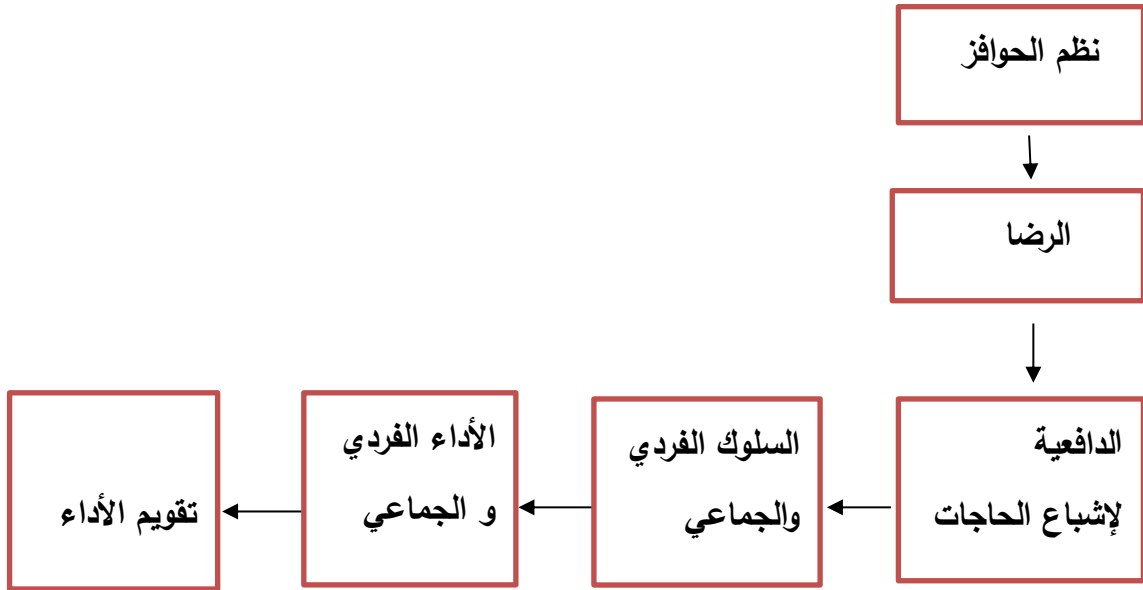 نظم الحوافز
الرضا
الدافعية
لإشباع الحاجات
السلوك الفردي
والجماعي
الأداء الفردي
و الجماعي
تقويم الأداء